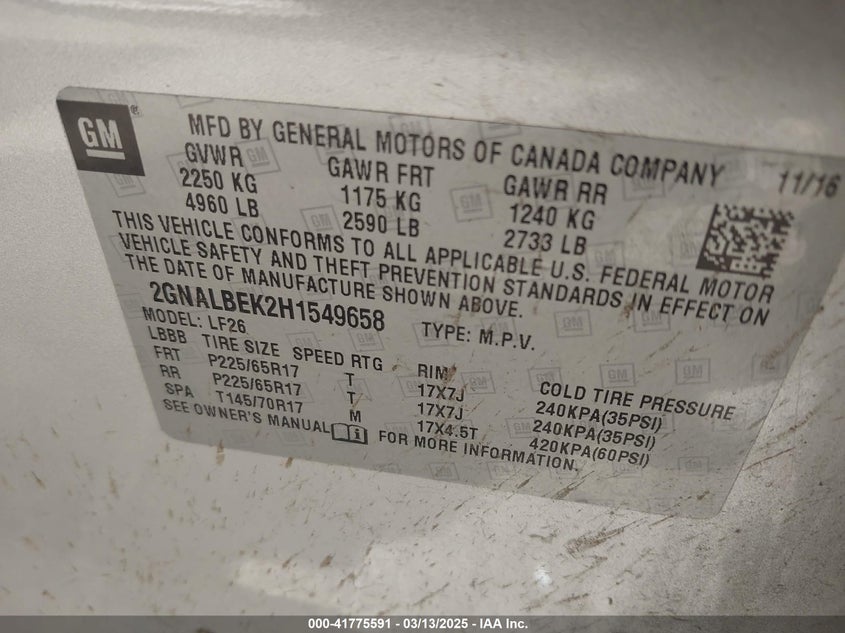 GM ®
MFD BY GENERAL MOTORS OF CANADA COMPANY 11/16
GVWR GAWR FRT GAWR RR
2250 KG 1175 KG 1240 KG
4960 LB 2590 LB 2733 LB
THIS VEHICLE CONFORMS TO ALL APPLICABLE U.S. FEDERAL MOTOR
VEHICLE SAFETY AND THEFT PREVENTION STANDARDS IN EFFECT ON
THE DATE OF MANUFACTURE SHOWN ABOVE.
2GNALBEK2H1549658 TYPE: M.P.V.
MODEL: LF26
LBBB TIRE SIZE SPEED RTG RIM COLD TIRE PRESSURE
FRT P225/65R17 T 17X7J 240KPA(35PSI)
RR P225/65R17 T 17X7J 240KPA(35PSI)
SPA T145/70R17 M 17X4.5T 420KPA(60PSI)
SEE OWNER'S MANUAL FOR MORE INFORMATION.
000-41775591 - 03/13/2025 - IAA Inc.